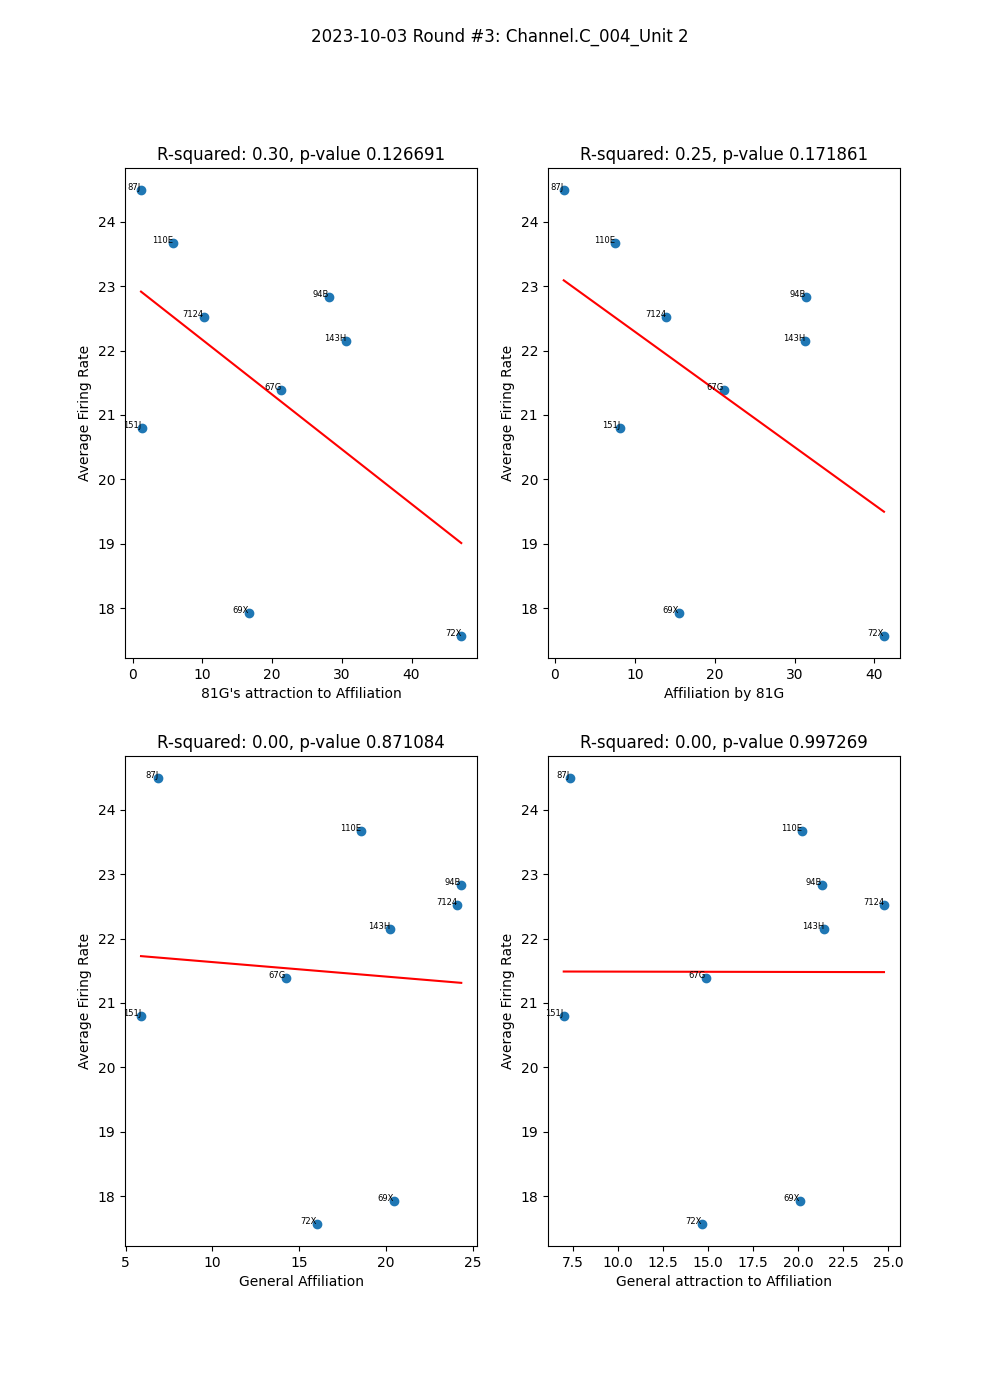 2023-10-03 Round #3: Channel.C_004_Unit 2
R-squared: 0.30, p-value 0.126691
87J
110E
94B
7124
143H
67G
151J
69X
72X
24
23
22
21
20
19
18
Average Firing Rate
0 10 20 30 40
81G's attraction to Affiliation
R-squared: 0.25, p-value 0.171861
87J
110E
94B
7124
143H
67G
151J
69X
72X
24
23
22
21
20
19
18
Average Firing Rate
0 10 20 30 40
Affiliation by 81G
R-squared: 0.00, p-value 0.871084
87J
110E
94B
7124
143H
67G
151J
69X
72X
24
23
22
21
20
19
18
Average Firing Rate
5 10 15 20 25
General Affiliation
R-squared: 0.00, p-value 0.997269
87J
110E
94B
7124
143H
67G
151J
69X
72X
24
23
22
21
20
19
18
Average Firing Rate
7.5 10.0 12.5 15.0 17.5 20.0 22.5 25.0
General attraction to Affiliation